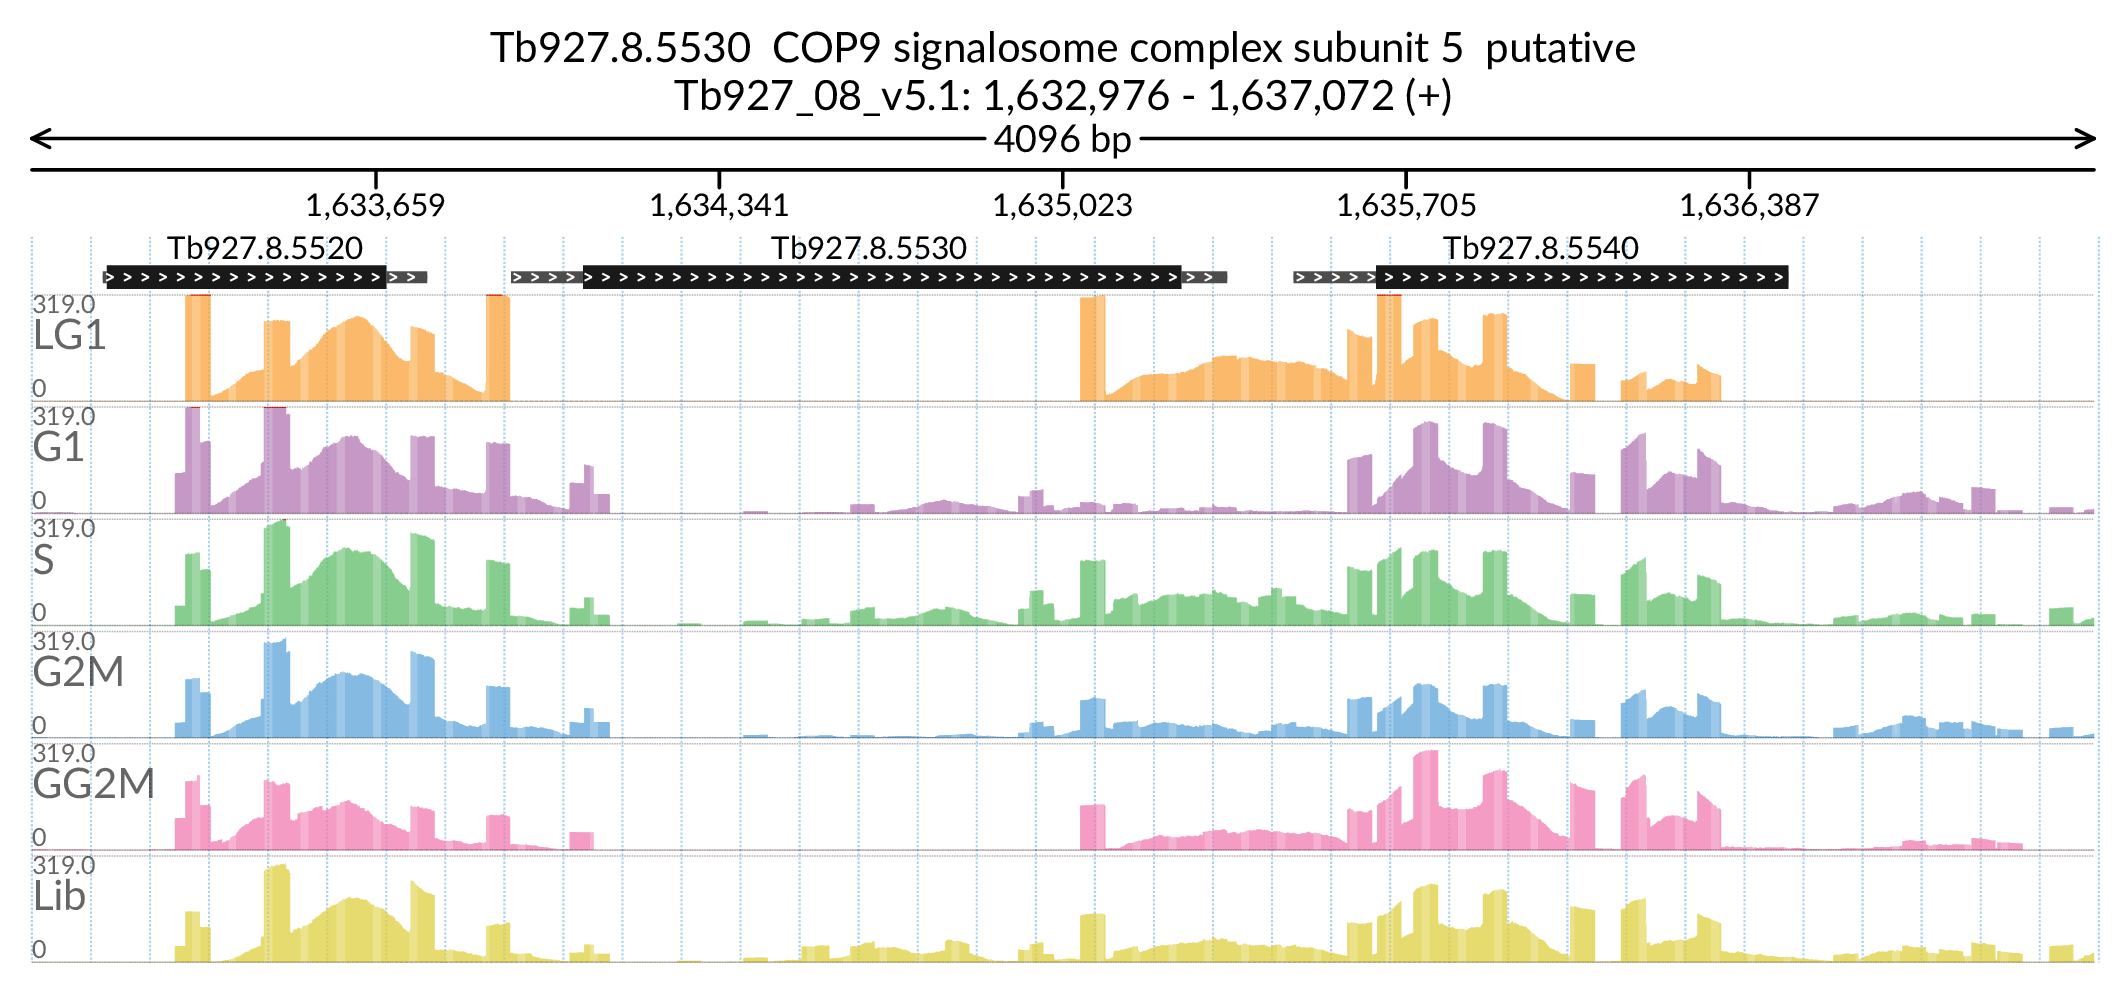 Tb927.8.5530  COP9 signalosome complex subunit 5  putative
Tb927_08_v5.1: 1,632,976 - 1,637,072 (+)
4096 bp
1,633,659 1,634,341 1,635,023 1,635,705 1,636,387
Tb927.8.5520 Tb927.8.5530 Tb927.8.5540
319.0
LG1
0
319.0
G1
0
319.0
S
0
319.0
G2M
0
319.0
GG2M
0
319.0
Lib
0